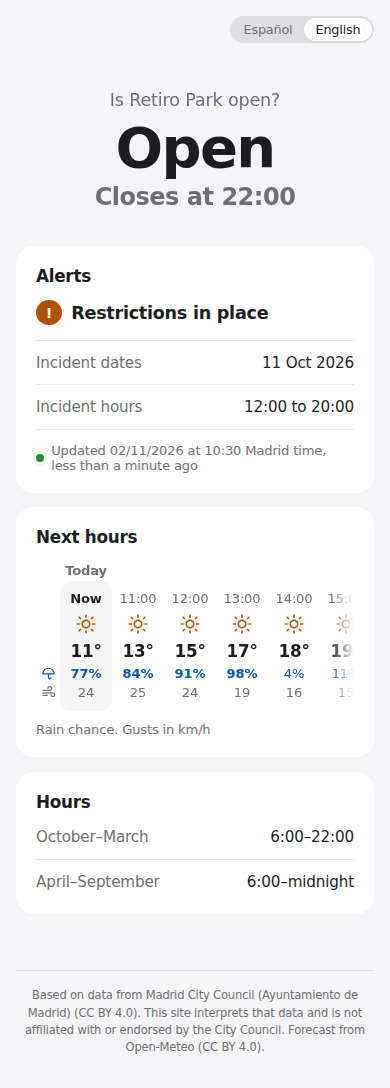 Español English
Is Retiro Park open?
Open
Closes at 22:00
Alerts
! Restrictions in place
Incident dates 11 Oct 2026
Incident hours 12:00 to 20:00
Updated 02/11/2026 at 10:30 Madrid time,
less than a minute ago
Next hours
Today
Now 11:00 12:00 13:00 14:00
11° 13° 15° 17° 18°
77% 84% 91% 98% 4%
24 25 24 19 16
Rain chance. Gusts in km/h
Hours
October–March 6:00–22:00
April–September 6:00–midnight
Based on data from Madrid City Council (Ayuntamiento de
Madrid) (CC BY 4.0). This site interprets that data and is not
affiliated with or endorsed by the City Council. Forecast from
Open-Meteo (CC BY 4.0).